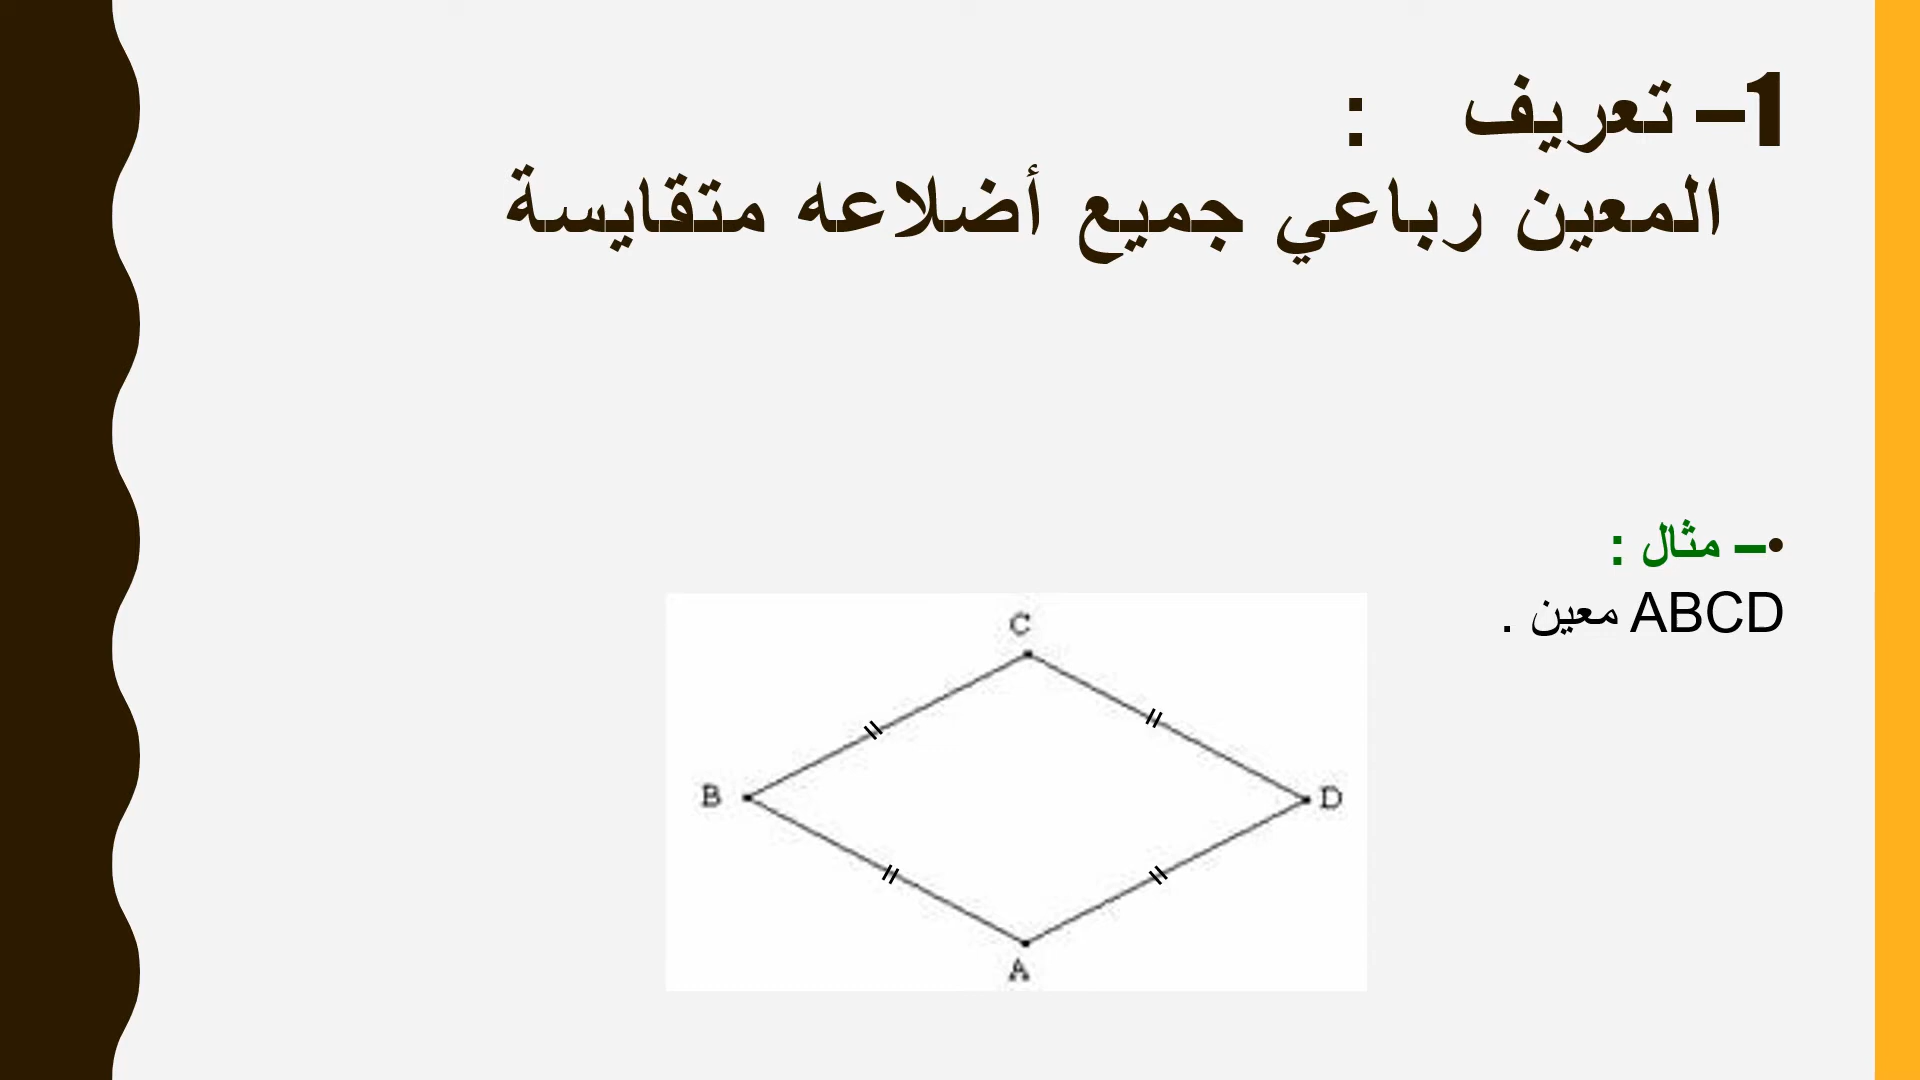 1– تعريف :
المعين رباعي جميع أضلاعه متقايسة
•– مثال :
ABCD معين .
C
B
D
A